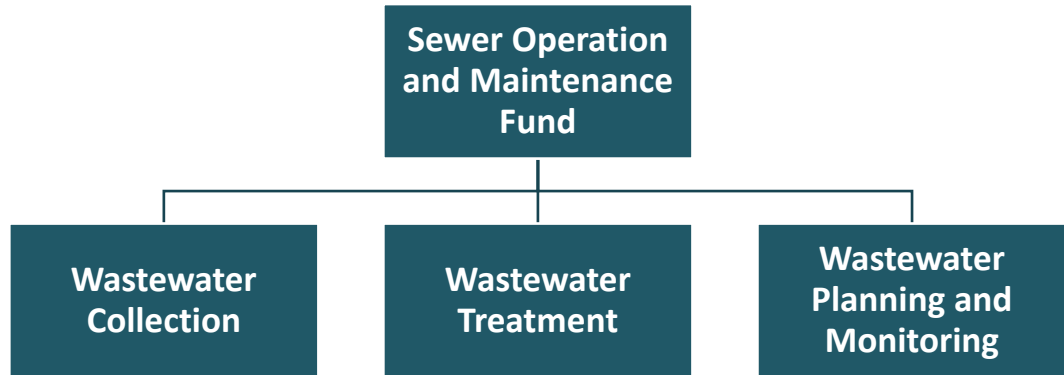 Sewer Operation
and Maintenance
Fund
Wastewater
Collection
Wastewater
Treatment
Wastewater
Planning and
Monitoring